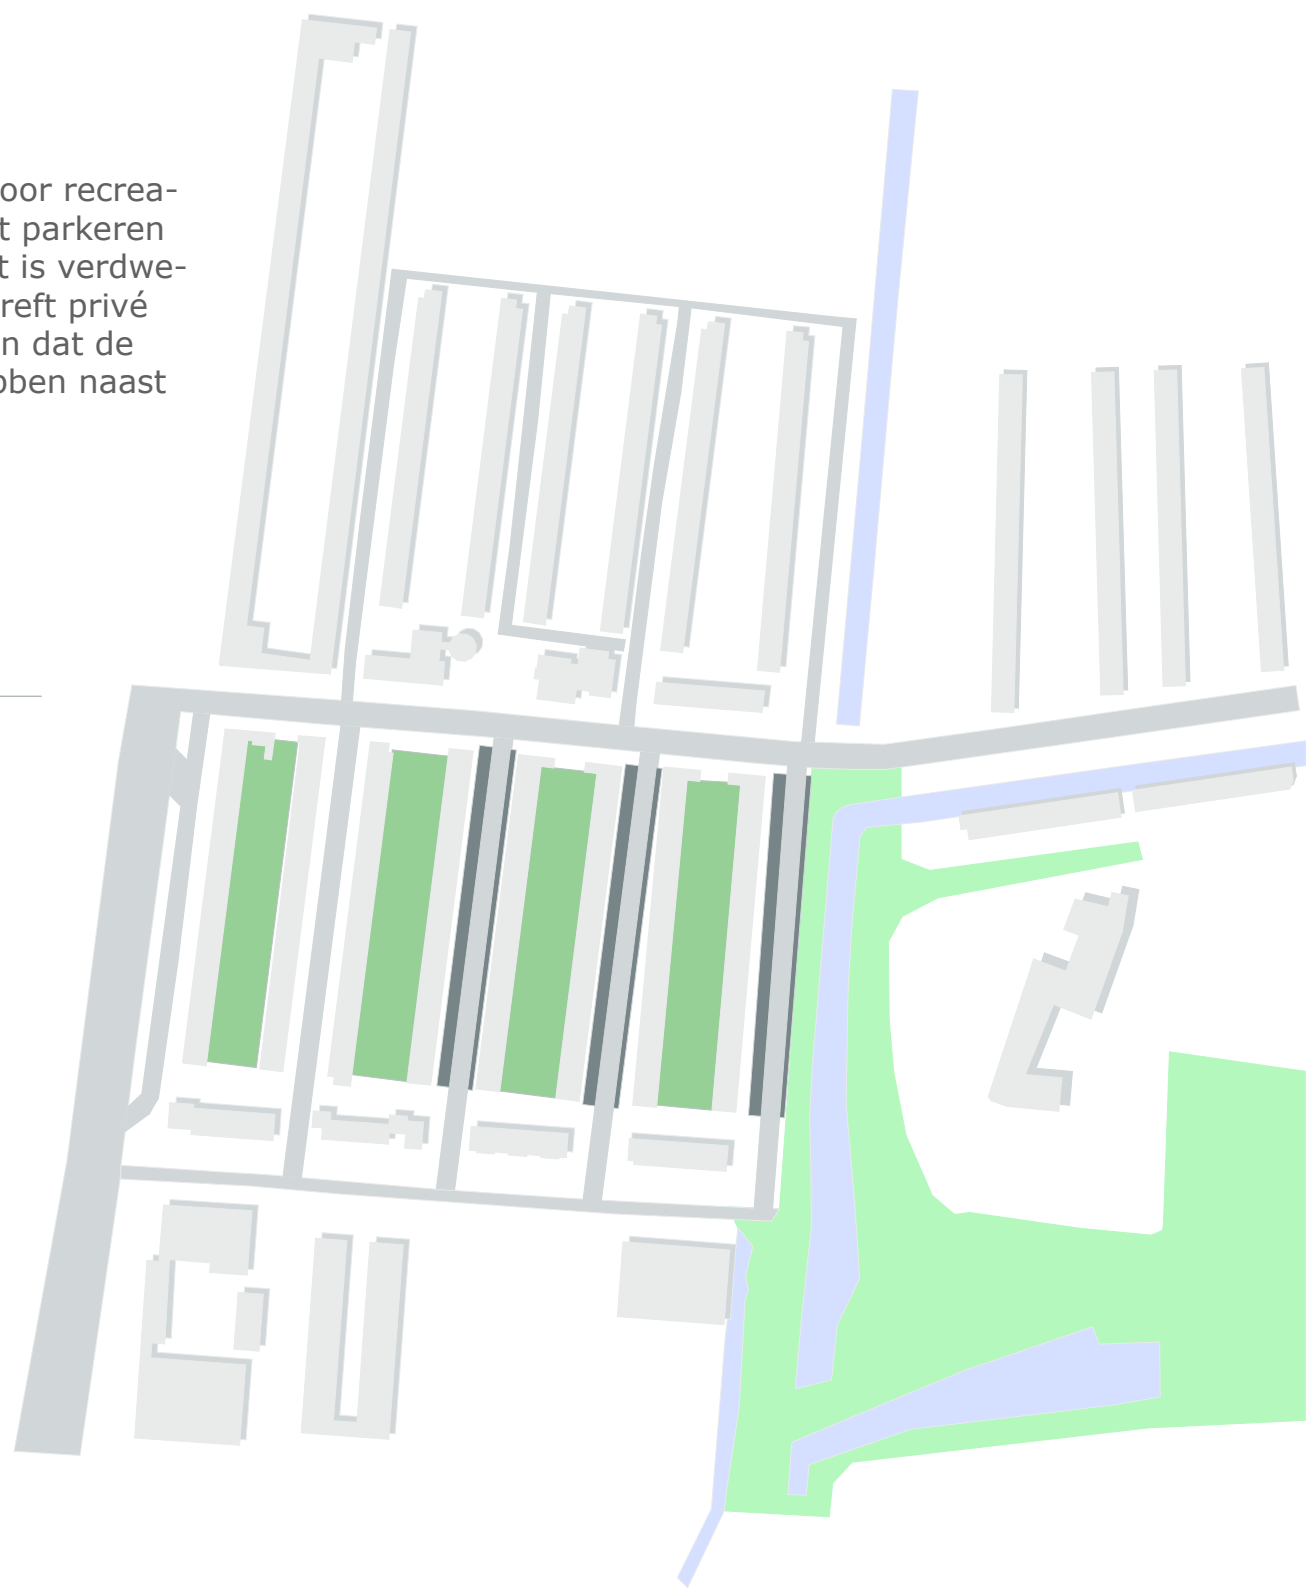 oor recrea-
t parkeren
t is verdwe-
reft privé
n dat de
bben naast